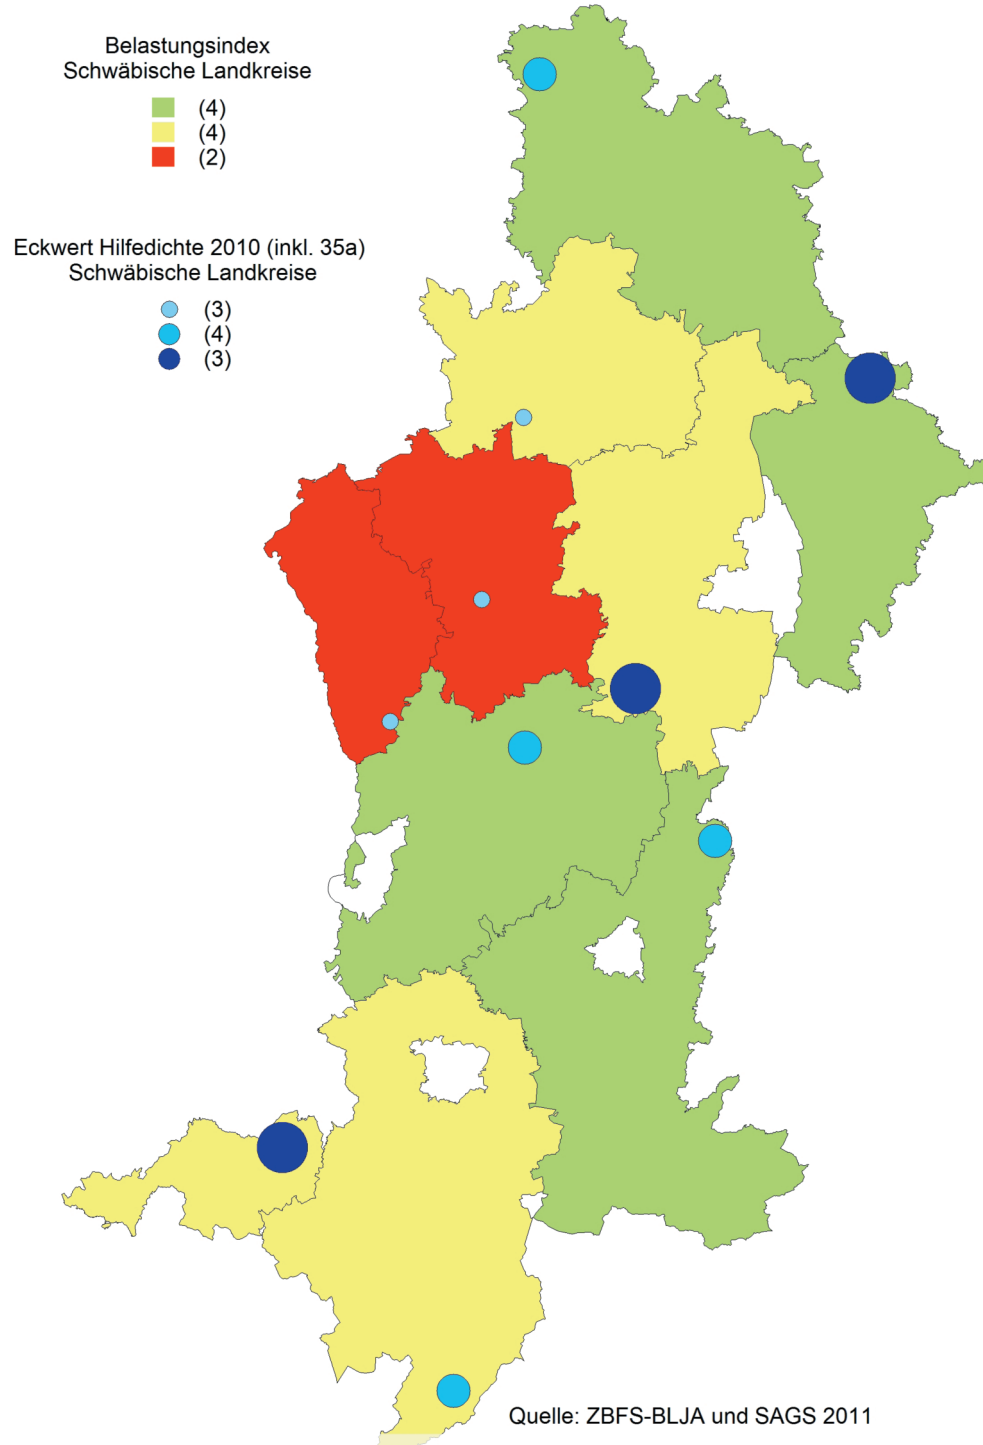 Belastungsindex
Schwäbische Landkreise
(4)
(4)
(2)
Eckwert Hilfedichte 2010 (inkl. 35a)
Schwäbische Landkreise
(3)
(4)
(3)
Quelle: ZBFS-BLJA und SAGS 2011